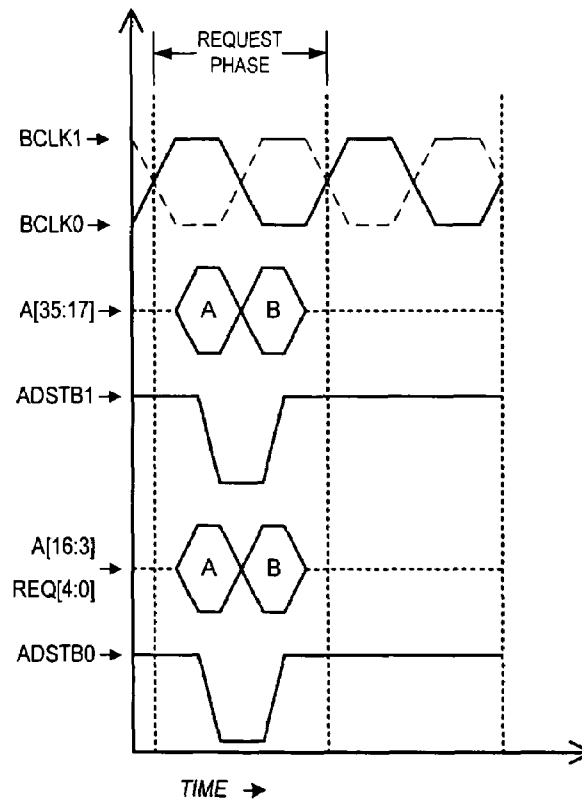 REQUEST
PHASE
BCLK1
BCLK0
A[35:17]
A
B
ADSTB1
A[16:3]
REQ[4:0]
A
B
ADSTB0
TIME